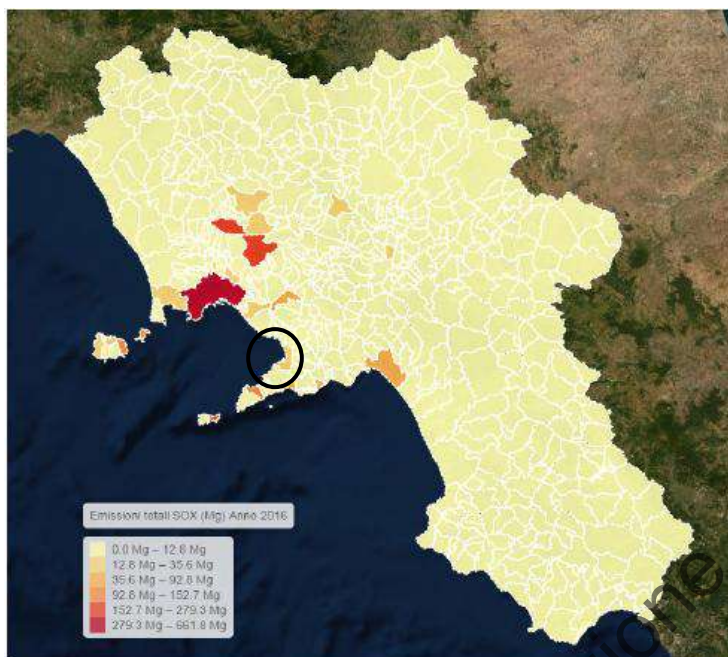 Emissioni totali SOX (Mg) Anno 2016
0.0 Mg – 12.8 Mg
12.8 Mg – 35.6 Mg
35.6 Mg – 92.8 Mg
92.8 Mg – 152.7 Mg
152.7 Mg – 279.3 Mg
279.3 Mg – 661.8 Mg